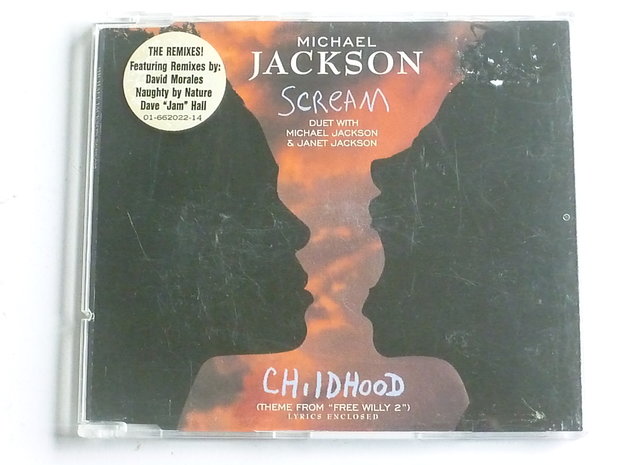 THE REMIXES!
Featuring Remixes by:
David Morales
Naughty by Nature
Dave "Jam" Hall
01-662022-14
MICHAEL
JACKSON
SCREAM
DUET WITH
MICHAEL JACKSON
& JANET JACKSON
CHILDHOOD
(THEME FROM "FREE WILLY 2")
LYRICS ENCLOSED